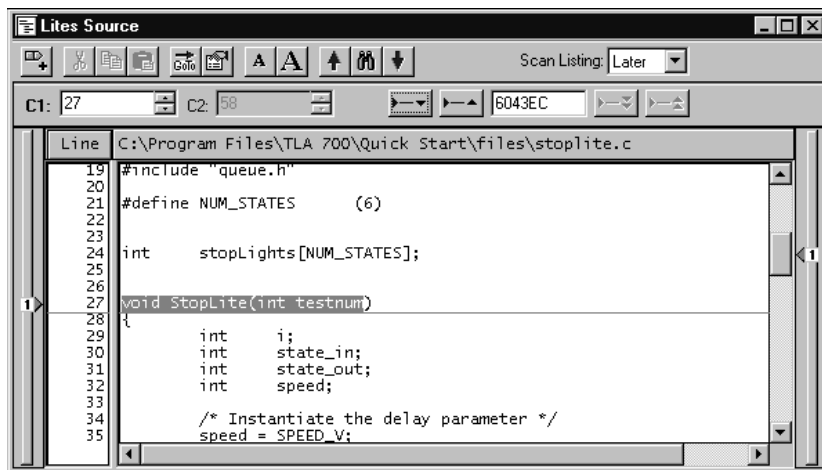 Lites Source
GoTo A A Scan Listing: Later
C1: 27 C2: 58 6043EC
Line C:\Program Files\TLA 700\Quick Start\files\stoplite.c
19 #include "queue.h"
20
21 #define NUM_STATES (6)
22
23
24 int stopLights[NUM_STATES];
25
26
1 27 void StopLite(int testnum) 1
28 {
29 int i;
30 int state_in;
31 int state_out;
32 int speed;
33
34 /* Instantiate the delay parameter */
35 speed = SPEED_V;